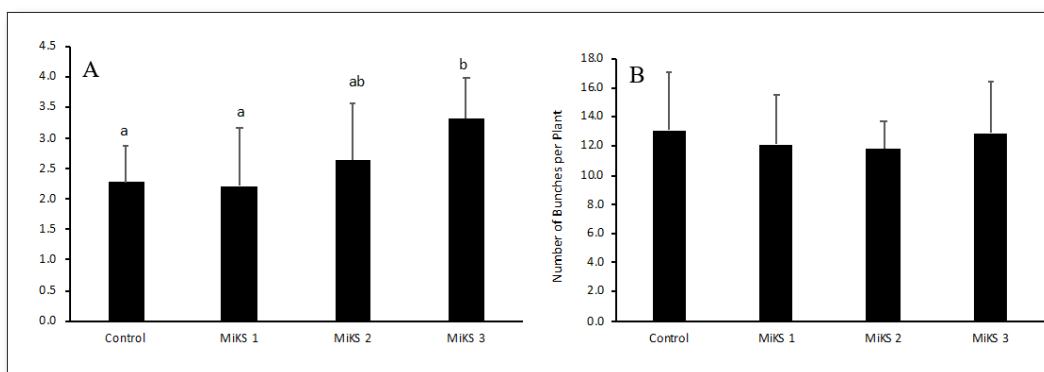 A
4.5
4.0
3.5
3.0
2.5
2.0
1.5
1.0
0.5
0.0
a
a
ab
b
Control
MiKS 1
MiKS 2
MiKS 3
B
Number of Bunches per Plant
18.0
16.0
14.0
12.0
10.0
8.0
6.0
4.0
2.0
0.0
Control
MiKS 1
MiKS 2
MiKS 3